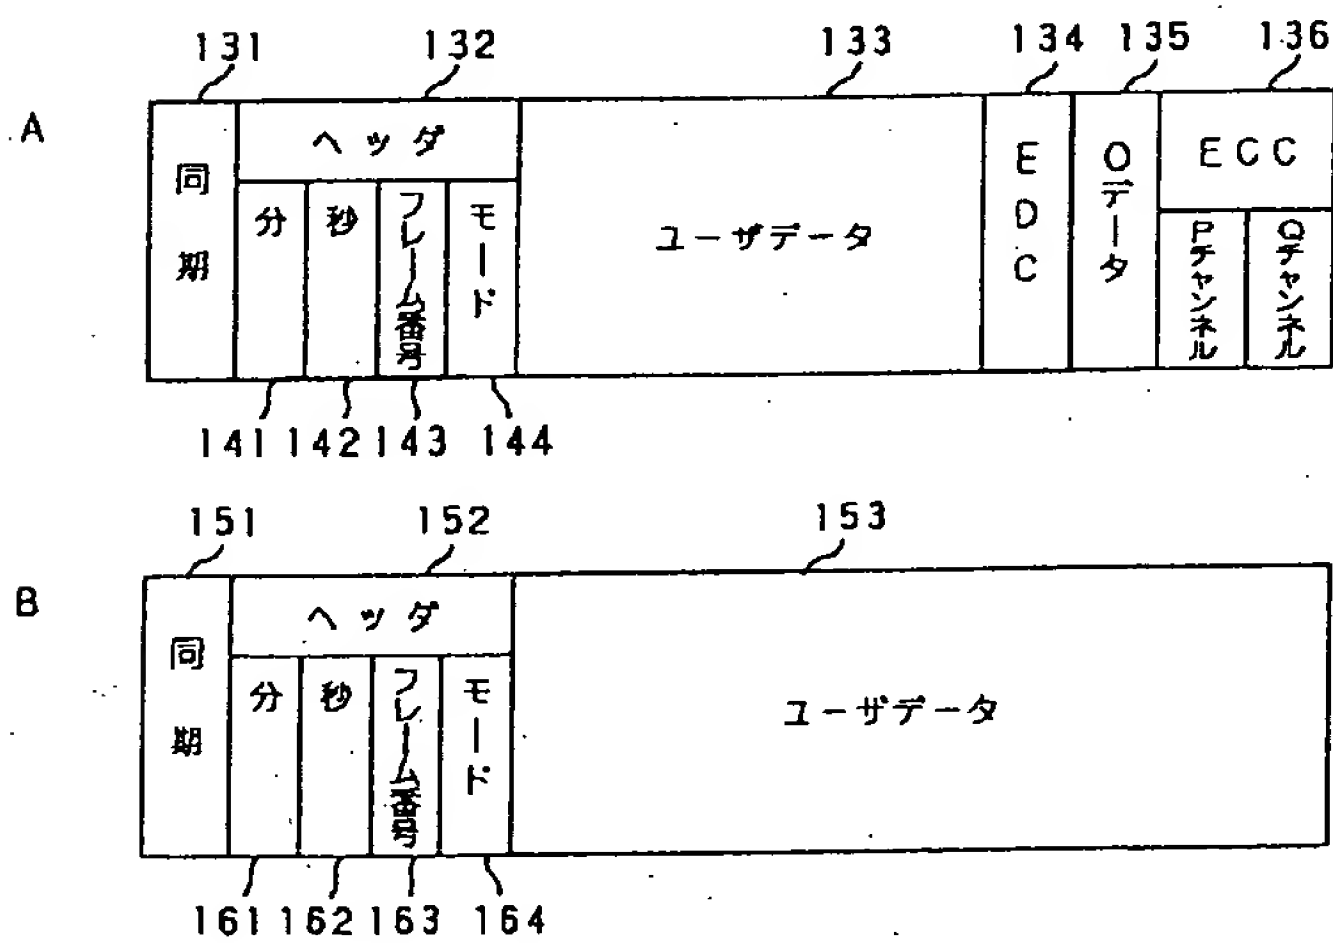 131 132 133 134 135 136
A
同期
ヘッダ
分
秒
フレーム番号
モード
ユーザデータ
EDC
0データ
ECC
Pチャンネル
Qチャンネル
141 142 143 144
151 152 153
B
同期
ヘッダ
分
秒
フレーム番号
モード
ユーザデータ
161 162 163 164